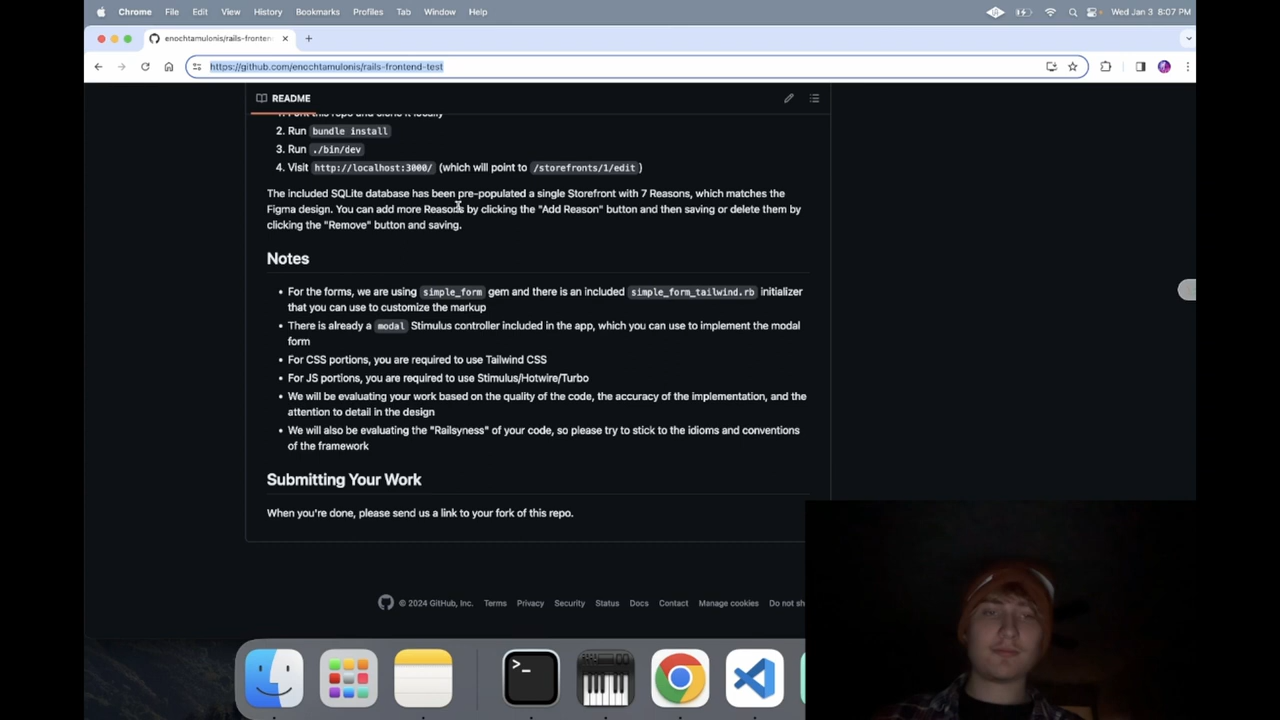 Chrome File Edit View History Bookmarks Profiles Tab Window Help Wed Jan 3 8:07 PM
enochtamulonis/rails-frontend
https://github.com/enochtamulonis/rails-frontend-test
README
1. Fork this repo and clone it locally
2. Run bundle install
3. Run ./bin/dev
4. Visit http://localhost:3000/ (which will point to /storefronts/1/edit)
The included SQLite database has been pre-populated a single Storefront with 7 Reasons, which matches the
Figma design. You can add more Reasons by clicking the "Add Reason" button and then saving or delete them by
clicking the "Remove" button and saving.
Notes
• For the forms, we are using simple_form gem and there is an included simple_form_tailwind.rb initializer
that you can use to customize the markup
• There is already a modal Stimulus controller included in the app, which you can use to implement the modal
form
• For CSS portions, you are required to use Tailwind CSS
• For JS portions, you are required to use Stimulus/Hotwire/Turbo
• We will be evaluating your work based on the quality of the code, the accuracy of the implementation, and the
attention to detail in the design
• We will also be evaluating the "Railsyness" of your code, so please try to stick to the idioms and conventions
of the framework
Submitting Your Work
When you're done, please send us a link to your fork of this repo.
© 2024 GitHub, Inc. Terms Privacy Security Status Docs Contact Manage cookies Do not sh